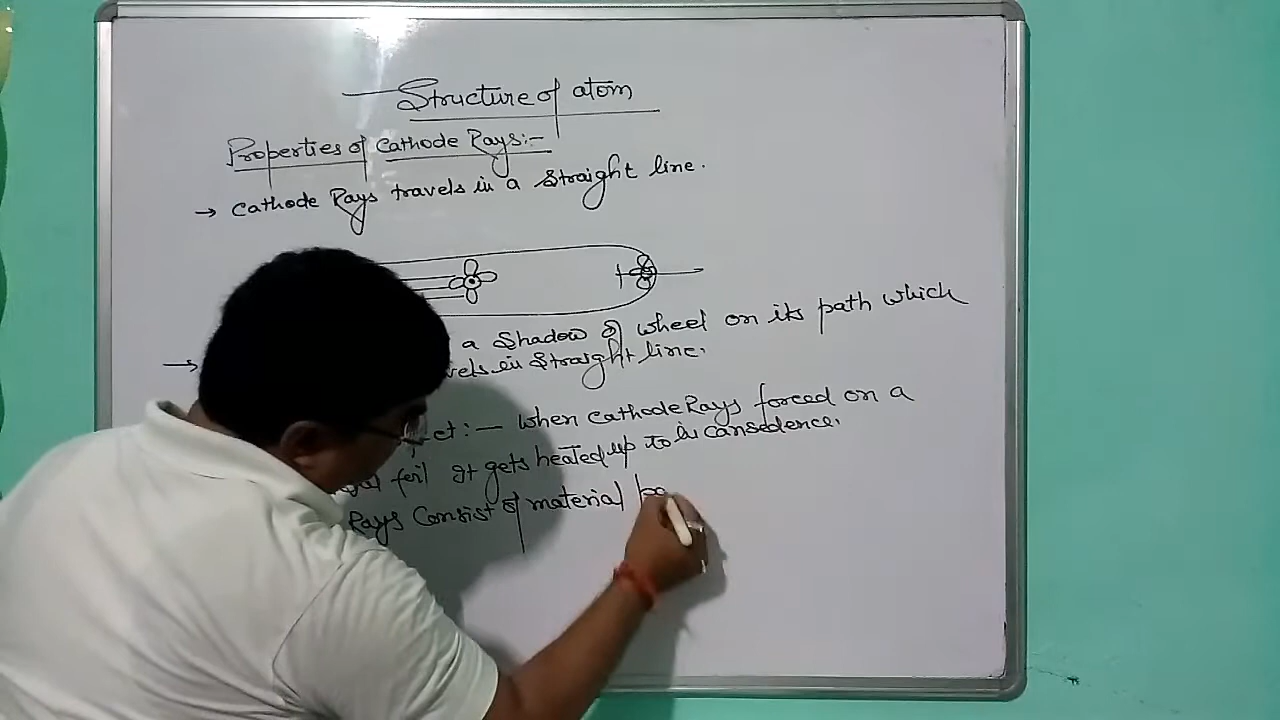 Structure of atom
Properties of Cathode Rays:-
→ Cathode Rays travels in a straight line.
→ a shadow of wheel on its path which
vels in straight line.
ct:- when cathode Rays forced on a
foil It gets heated up to
Rays Consist of material